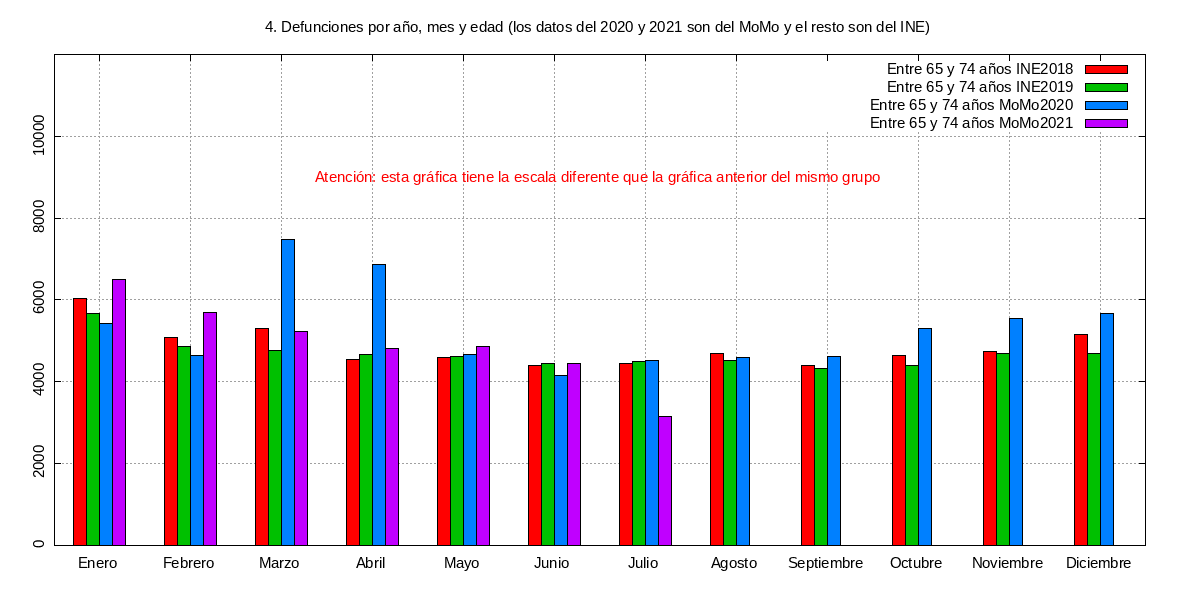 4. Defunciones por año, mes y edad (los datos del 2020 y 2021 son del MoMo y el resto son del INE)
Entre 65 y 74 años INE2018
Entre 65 y 74 años INE2019
Entre 65 y 74 años MoMo2020
Entre 65 y 74 años MoMo2021
Atención: esta gráfica tiene la escala diferente que la gráfica anterior del mismo grupo
10000
8000
6000
4000
2000
0
Enero Febrero Marzo Abril Mayo Junio Julio Agosto Septiembre Octubre Noviembre Diciembre